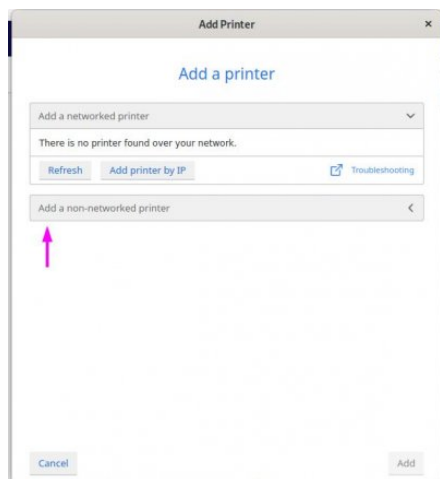 Add Printer
Add a printer
Add a networked printer
There is no printer found over your network.
Refresh Add printer by IP Troubleshooting
Add a non-networked printer
Cancel Add